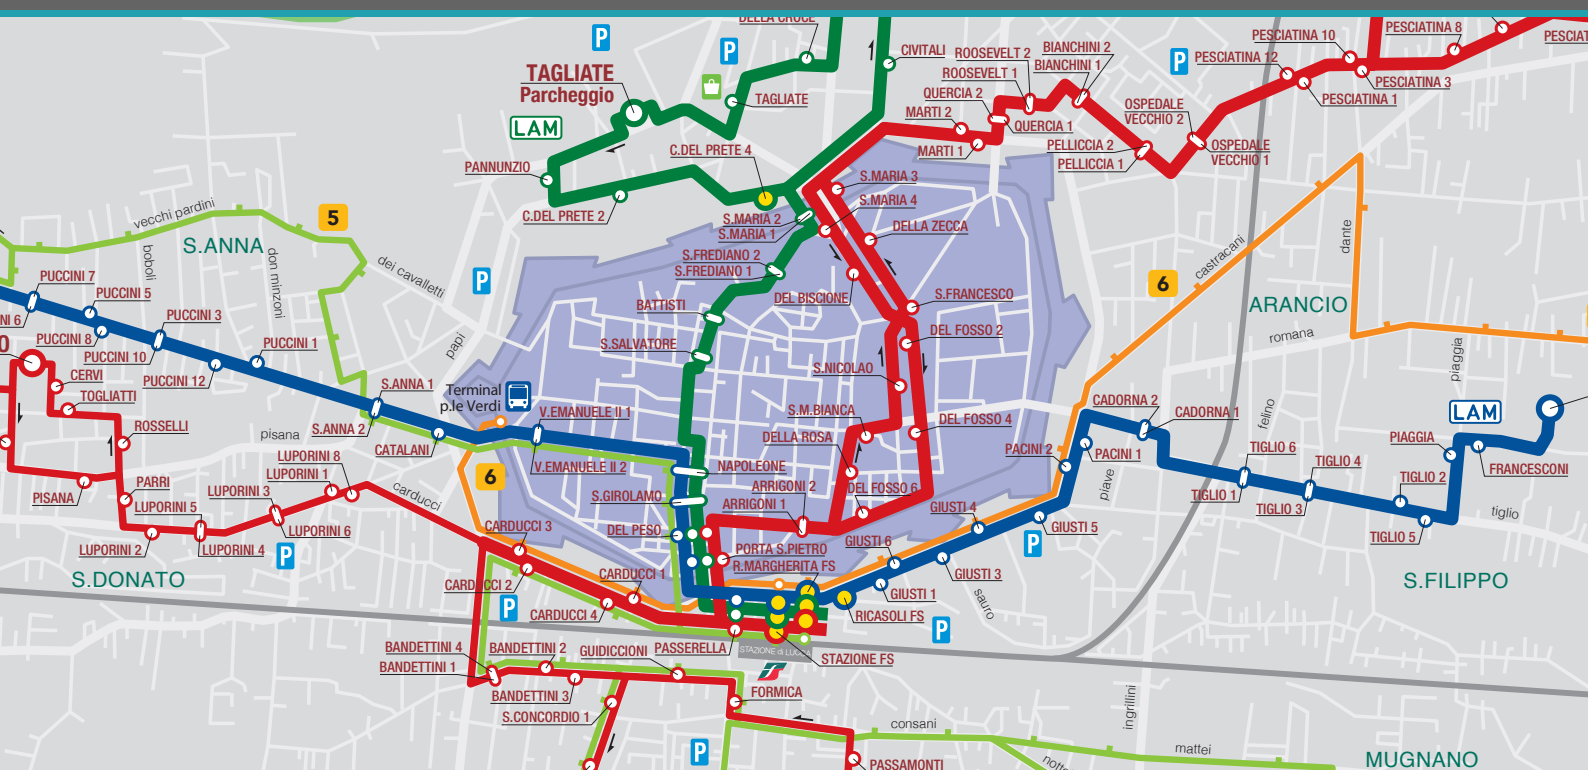 DELLA CROCE
P
P
TAGLIATE
Parcheggio
LAM
TAGLIATE
C.DEL PRETE 4
PANNUNZIO
C.DEL PRETE 2
CIVITALI
ROOSEVELT 2
ROOSEVELT 1
BIANCHINI 2
BIANCHINI 1
QUERCIA 2
QUERCIA 1
MARTI 2
MARTI 1
P
OSPEDALE
VECCHIO 2
OSPEDALE
VECCHIO 1
PELLICCIA 2
PELLICCIA 1
PESCIATINA 12
PESCIATINA 10
PESCIATINA 8
PESCIAT
PESCIATINA 3
PESCIATINA 1
S.MARIA 3
S.MARIA 4
S.MARIA 2
S.MARIA 1
DELLA ZECCA
S.FREDIANO 2
S.FREDIANO 1
DEL BISCIONE
S.FRANCESCO
BATTISTI
DEL FOSSO 2
S.SALVATORE
S.NICOLAO
S.M.BIANCA
DEL FOSSO 4
DELLA ROSA
NAPOLEONE
ARRIGONI 2
ARRIGONI 1
DEL FOSSO 6
S.GIROLAMO
DEL PESO
PORTA S.PIETRO
R.MARGHERITA FS
vecchi pardini
5
S.ANNA
boboli
don minzoni
dei cavalletti
P
papi
PUCCINI 7
PUCCINI 5
PUCCINI 3
PUCCINI 1
NI 6
PUCCINI 8
PUCCINI 10
PUCCINI 12
O
CERVI
TOGLIATTI
ROSSELLI
pisana
S.ANNA 1
S.ANNA 2
CATALANI
Terminal
p.le Verdi
V.EMANUELE II 1
V.EMANUELE II 2
6
LUPORINI 8
LUPORINI 1
carducci
PISANA
PARRI
LUPORINI 3
LUPORINI 5
LUPORINI 6
LUPORINI 2
LUPORINI 4
P
S.DONATO
CARDUCCI 3
CARDUCCI 2
CARDUCCI 1
CARDUCCI 4
P
BANDETTINI 4
BANDETTINI 1
BANDETTINI 2
BANDETTINI 3
GUIDICCIONI
PASSERELLA
S.CONCORDIO 1
STAZIONE di LUCCA
STAZIONE FS
FORMICA
P
PASSAMONTI
RICASOLI FS
P
GIUSTI 1
GIUSTI 3
GIUSTI 5
GIUSTI 4
GIUSTI 6
P
sauro
PACINI 2
PACINI 1
piave
CADORNA 2
CADORNA 1
6
castracani
dante
ARANCIO
romana
piaggia
felino
LAM
TIGLIO 6
TIGLIO 4
TIGLIO 1
TIGLIO 3
TIGLIO 2
TIGLIO 5
PIAGGIA
FRANCESCONI
tiglio
S.FILIPPO
ingrillini
consani
notto
mattei
MUGNANO